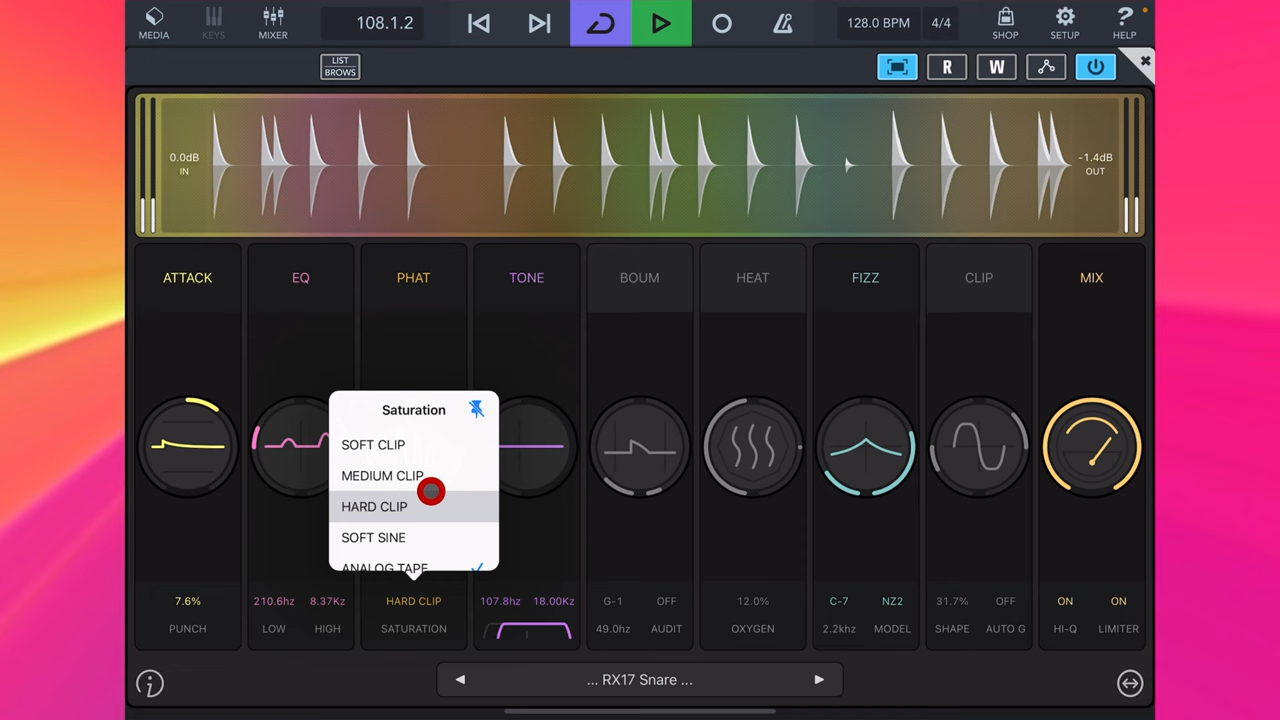 MEDIA
KEYS
MIXER
108.1.2
128.0 BPM
4/4
SHOP
SETUP
?
HELP
LIST
BROWS
R
W
0.0dB
IN
-1.4dB
OUT
ATTACK
EQ
PHAT
TONE
BOUM
HEAT
FIZZ
CLIP
MIX
Saturation
SOFT CLIP
MEDIUM CLIP
HARD CLIP
SOFT SINE
ANALOG TAPE
7.6%
PUNCH
210.6hz 8.37Kz
LOW HIGH
HARD CLIP
SATURATION
107.8hz 18.00Kz
G-1 OFF
49.0hz AUDIT
12.0%
OXYGEN
C-7 NZ2
2.2khz MODEL
31.7% OFF
SHAPE AUTO G
ON ON
HI-Q LIMITER
... RX17 Snare ...